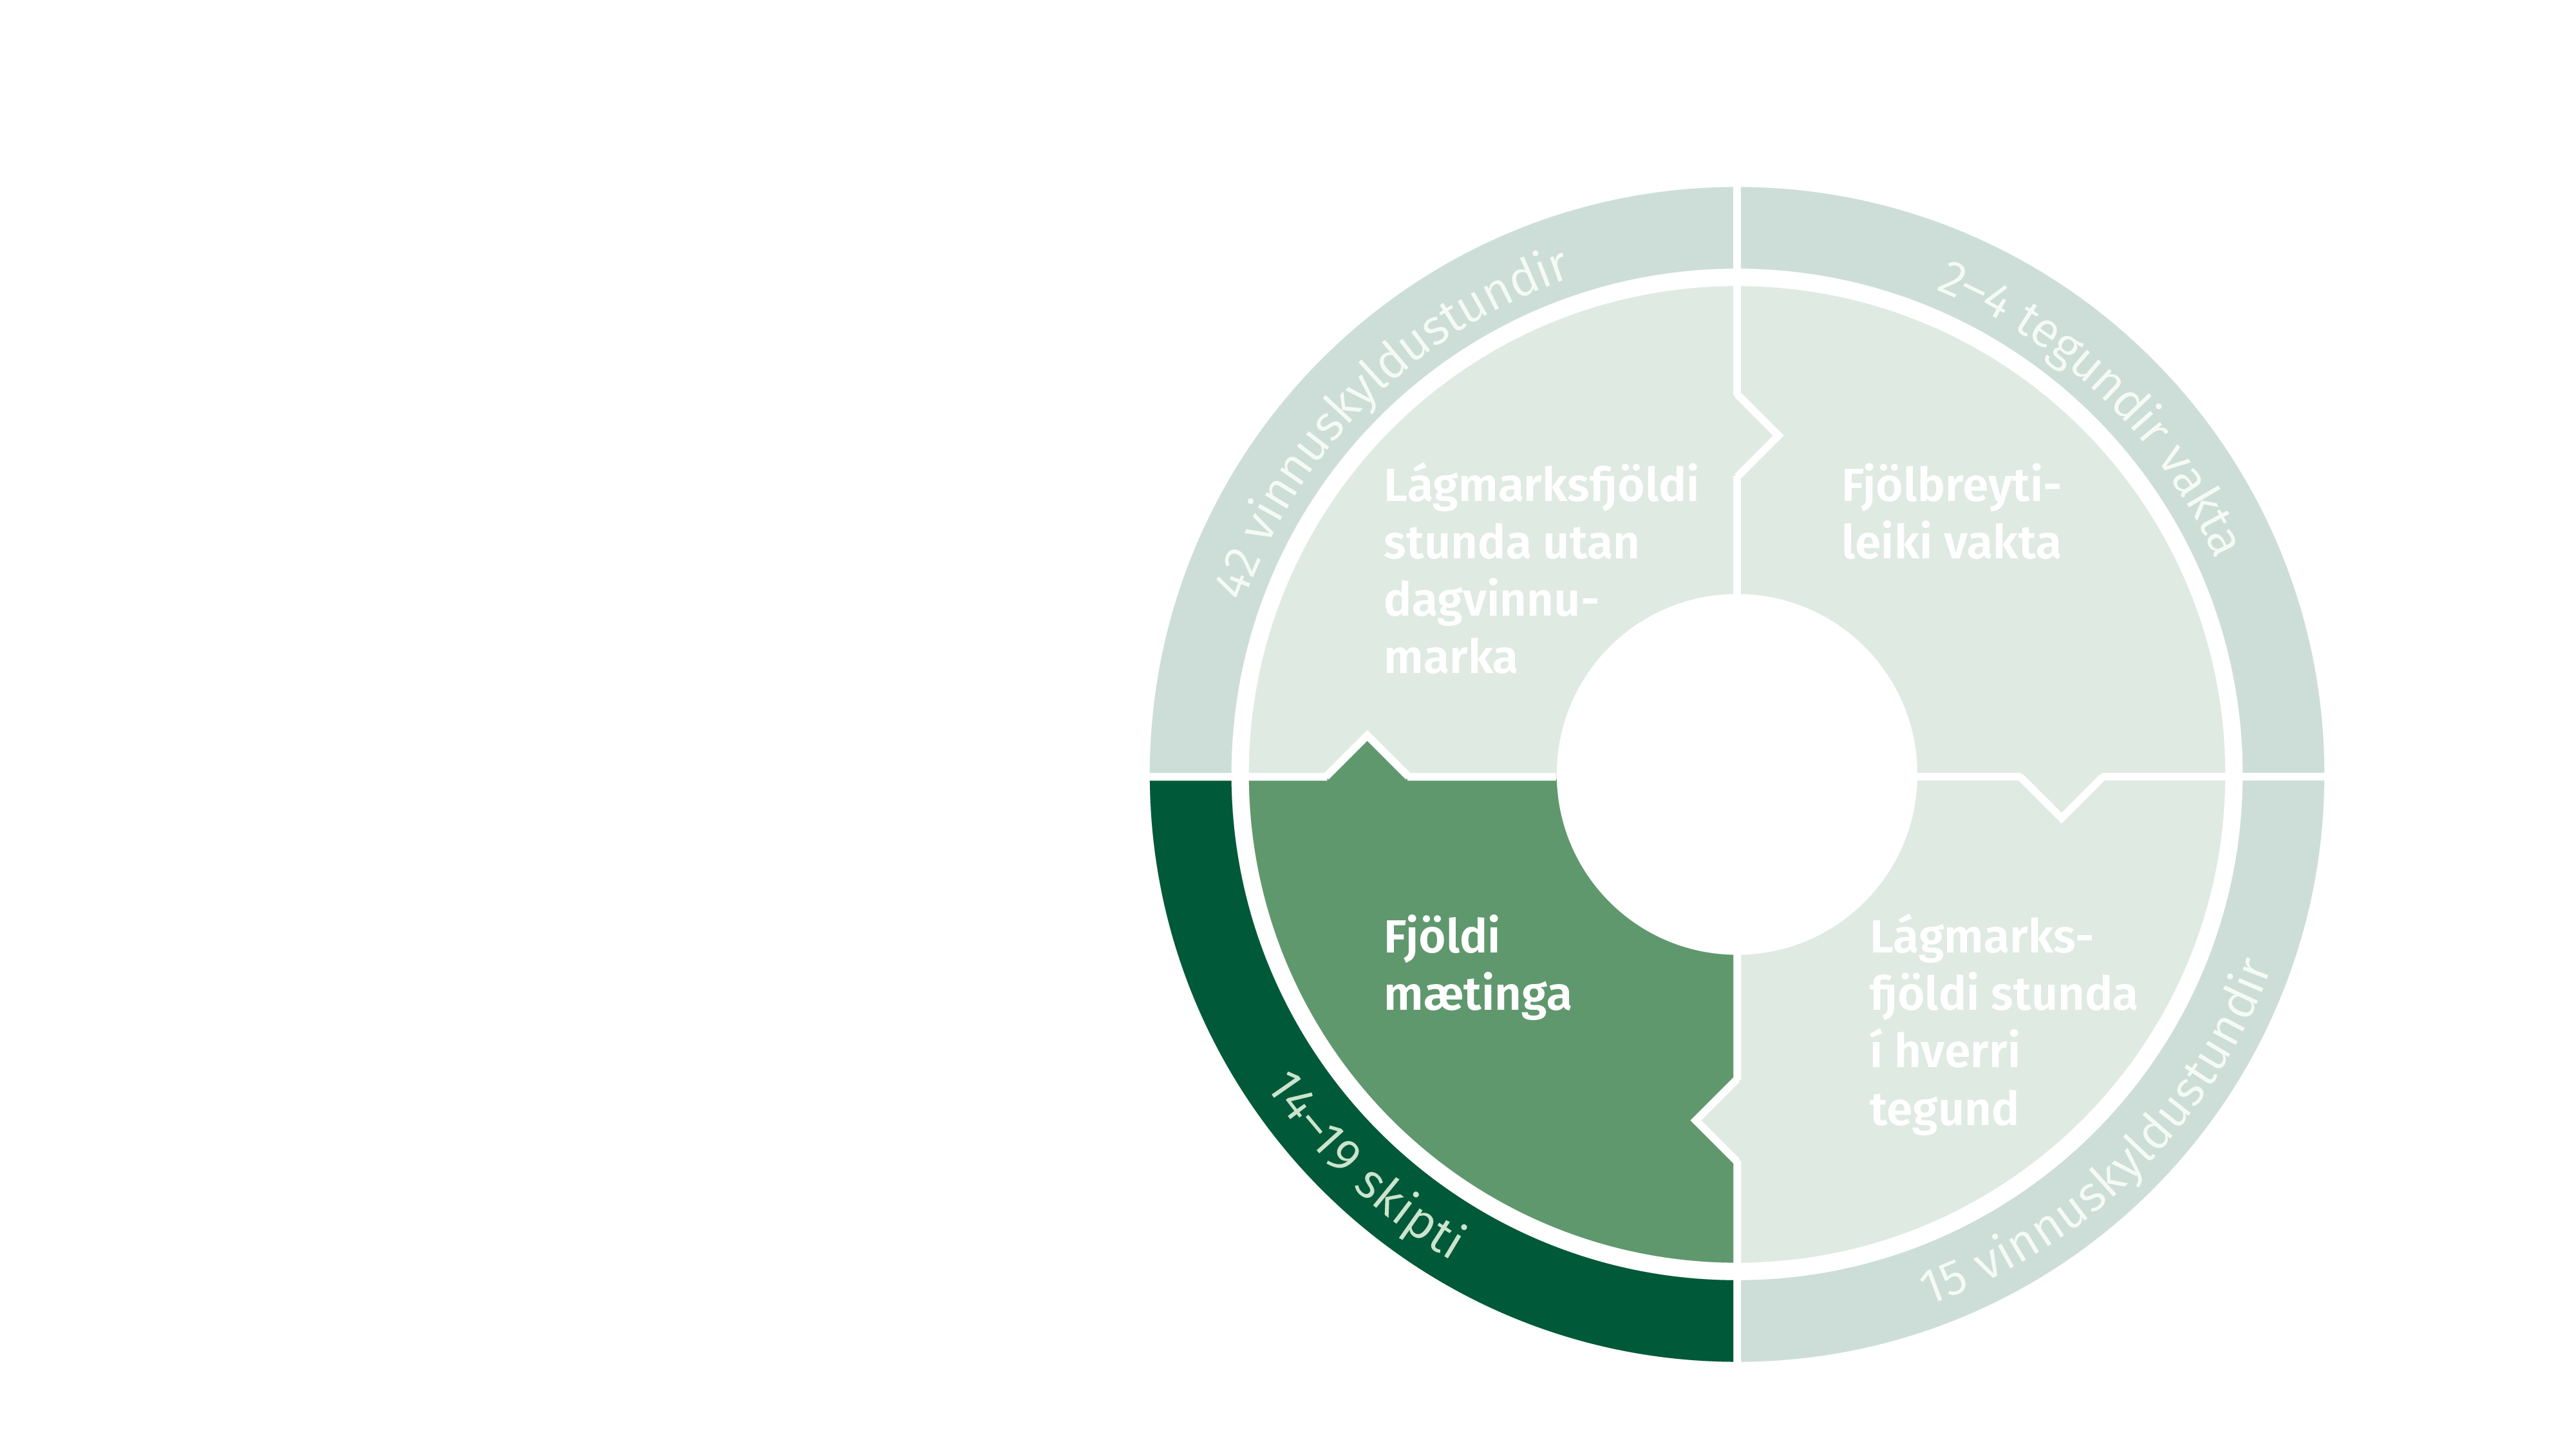 42 vinnuskyldustundir
2–4 tegundir vakta
Lágmarksfjöldi
stunda utan
dagvinnu-
marka
Fjölbreyti-
leiki vakta
Fjöldi
mætinga
Lágmarks-
fjöldi stunda
í hverri
tegund
14–19 skipti
15 vinnuskyldustundir